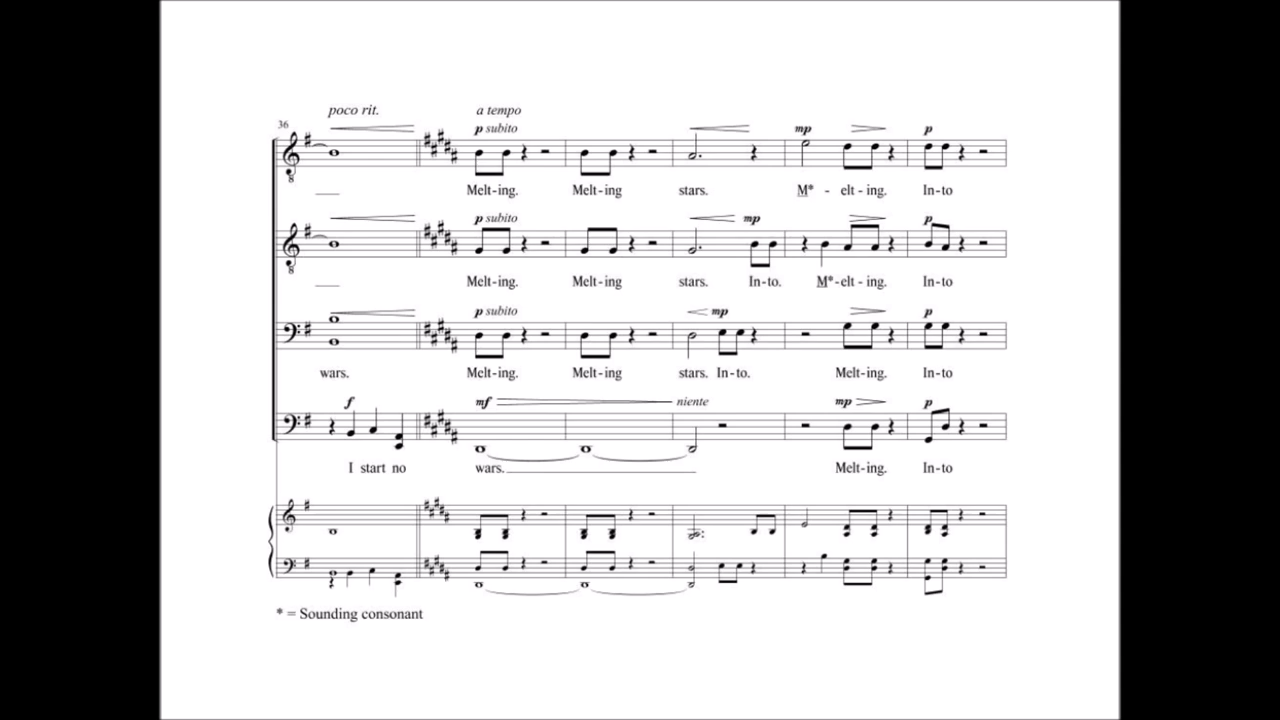 poco rit. a tempo
36
p subito mp p
Melt-ing. Melt-ing stars. M* - elt - ing. In-to
p subito mp p
Melt-ing. Melt-ing stars. In-to. M*-elt - ing. In-to
p subito mp p
wars. Melt-ing. Melt-ing stars. In-to. Melt-ing. In-to
f mf niente mp p
I start no wars. Melt-ing. In-to
* = Sounding consonant